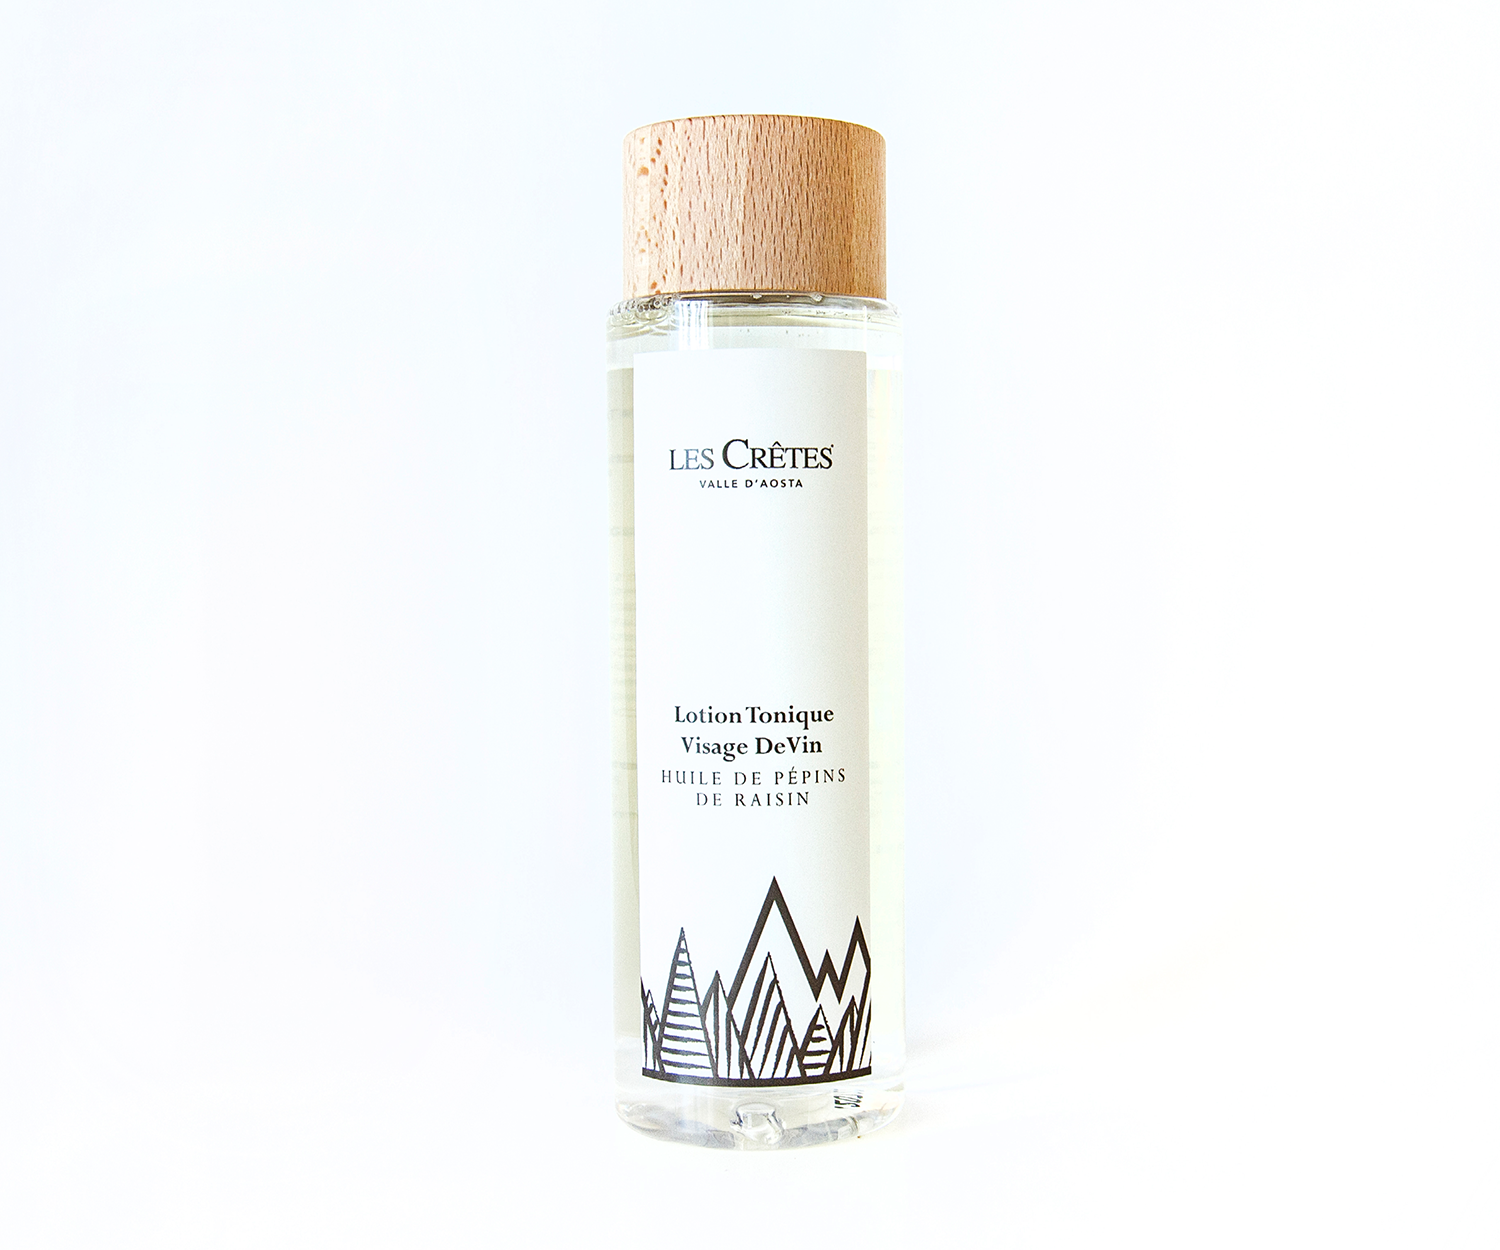 LES CRÊTES
VALLE D'AOSTA
Lotion Tonique
Visage DeVin
HUILE DE PÉPINS
DE RAISIN